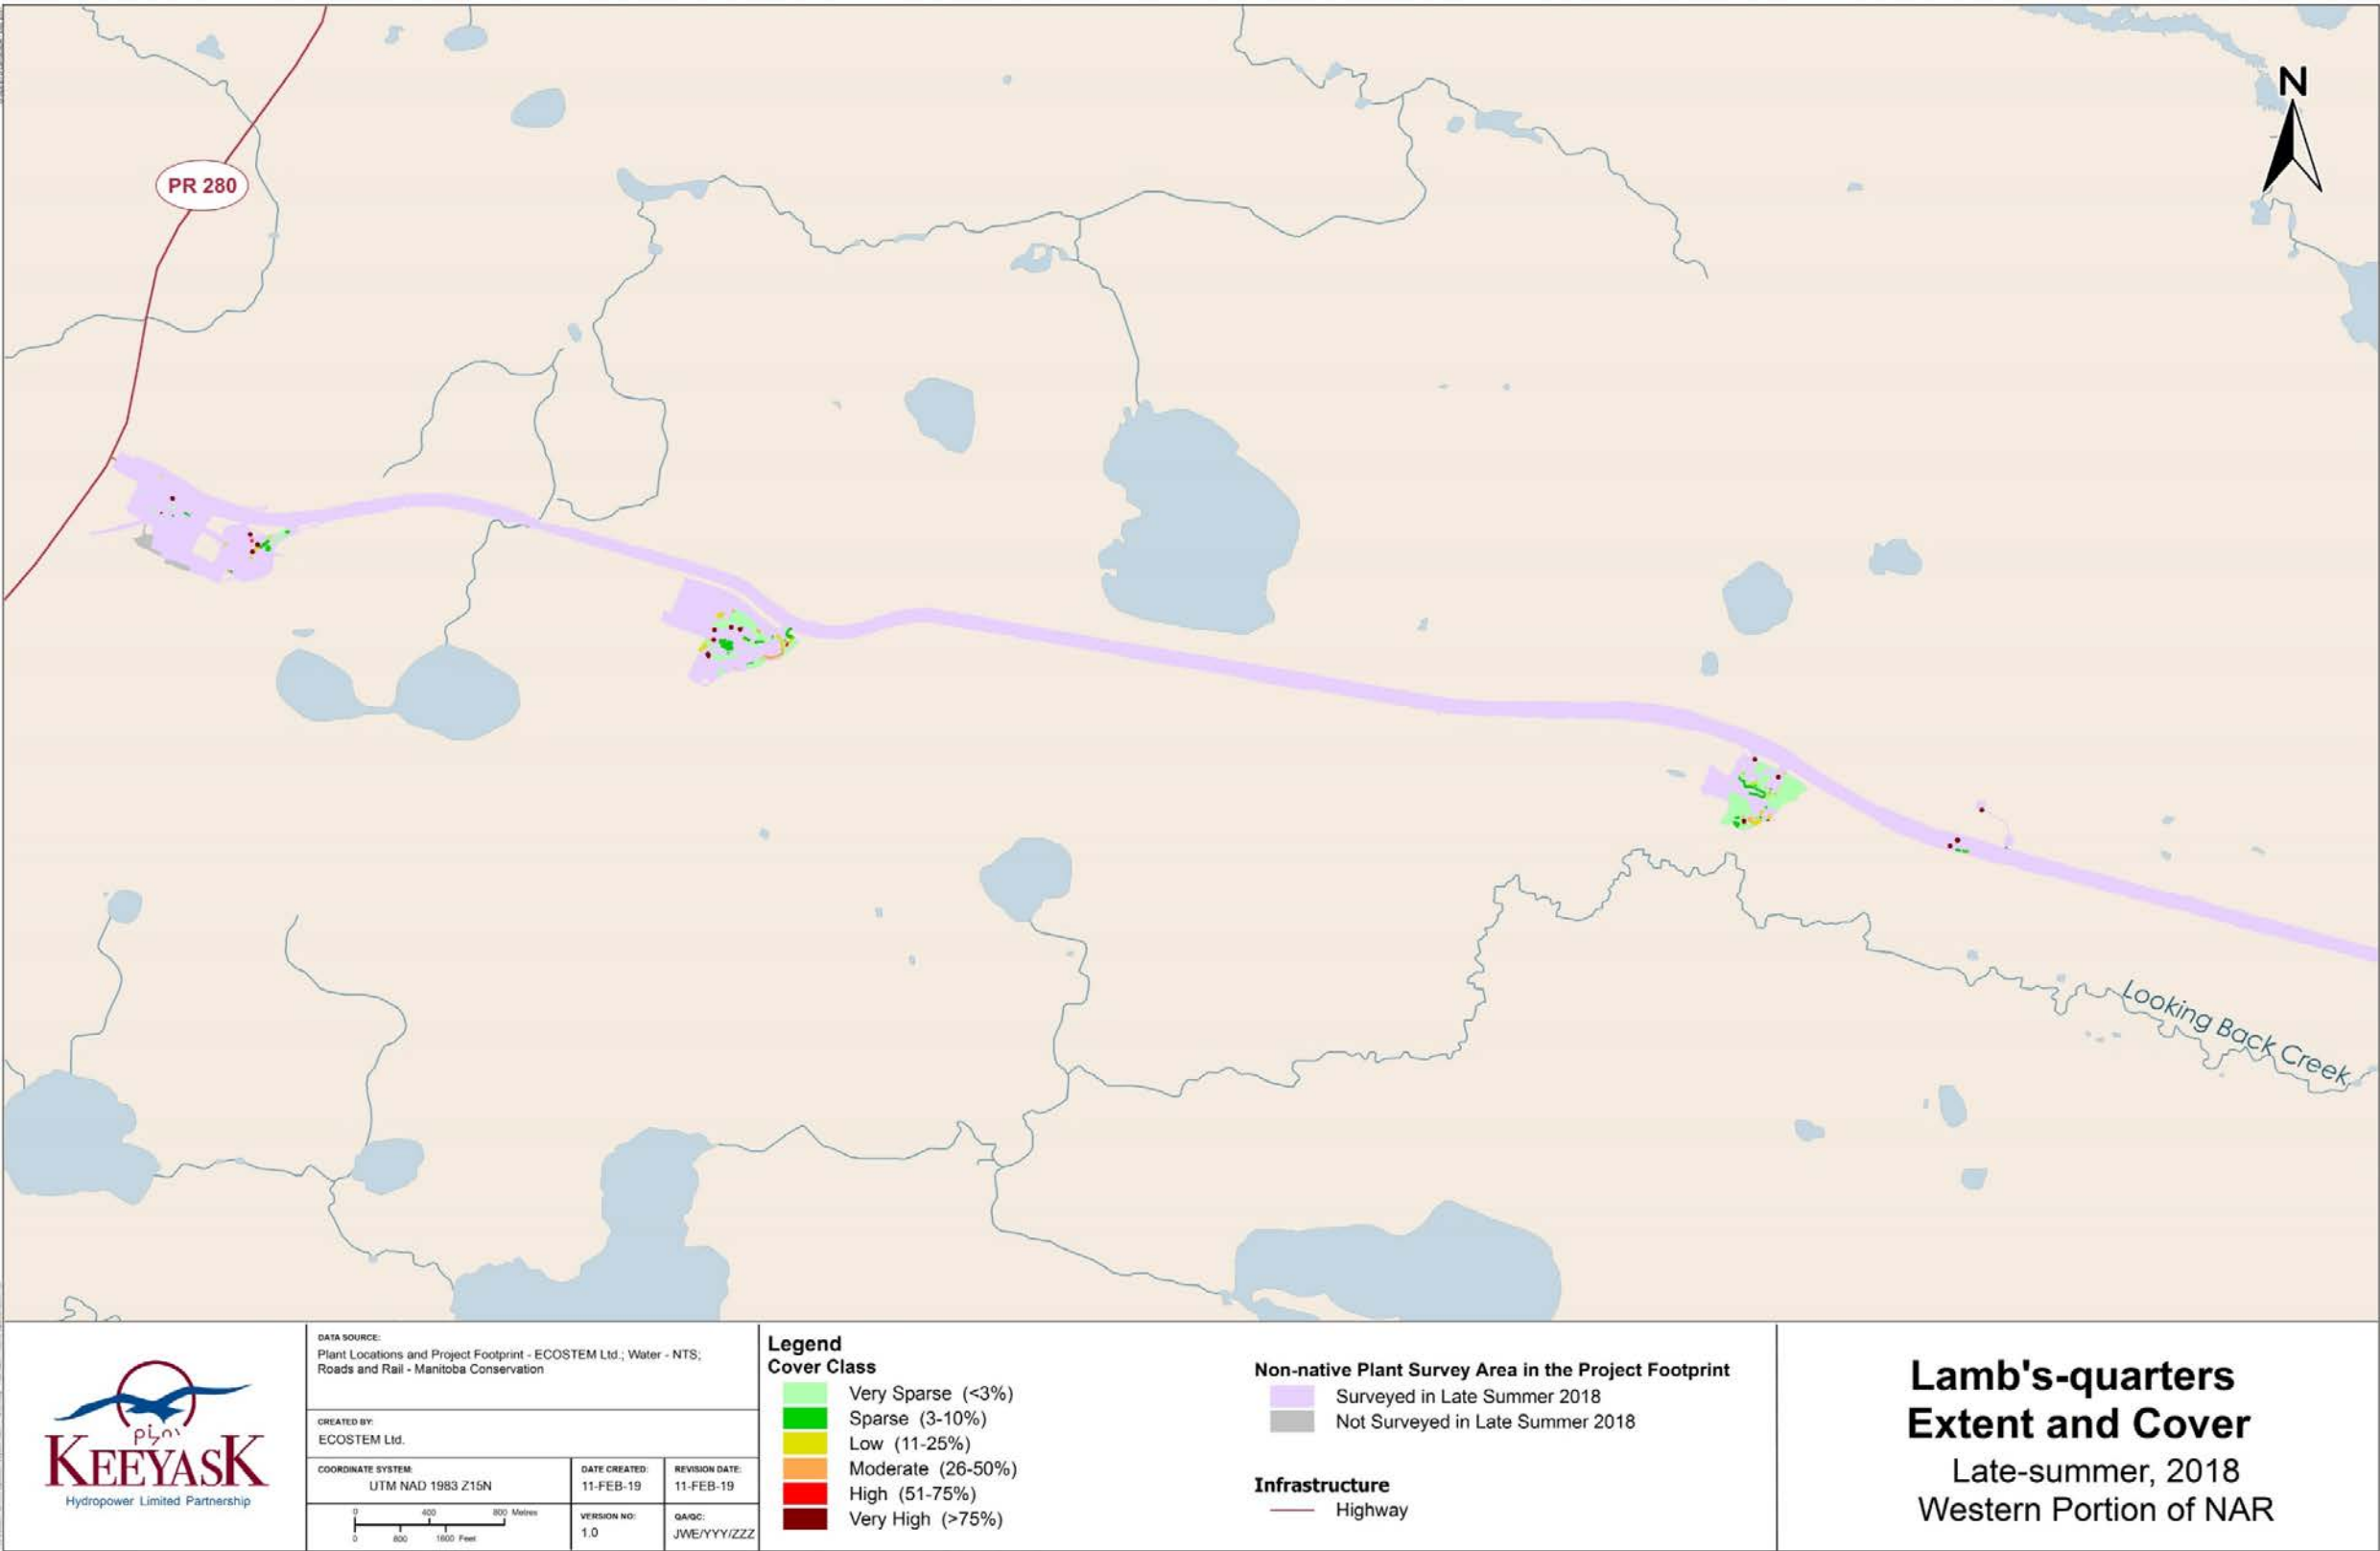 N
PR 280
Looking Back Creek
KEEYASK
Hydropower Limited Partnership
DATA SOURCE:
Plant Locations and Project Footprint - ECOSTEM Ltd.; Water - NTS;
Roads and Rail - Manitoba Conservation
CREATED BY:
ECOSTEM Ltd.
COORDINATE SYSTEM:
UTM NAD 1983 Z15N
DATE CREATED:
11-FEB-19
REVISION DATE:
11-FEB-19
0 400 800 Metres
0 800 1600 Feet
VERSION NO:
1.0
QA/QC:
JWE/YYY/ZZZ
Legend
Cover Class
Very Sparse (<3%)
Sparse (3-10%)
Low (11-25%)
Moderate (26-50%)
High (51-75%)
Very High (>75%)
Non-native Plant Survey Area in the Project Footprint
Surveyed in Late Summer 2018
Not Surveyed in Late Summer 2018
Infrastructure
Highway
Lamb's-quarters
Extent and Cover
Late-summer, 2018
Western Portion of NAR